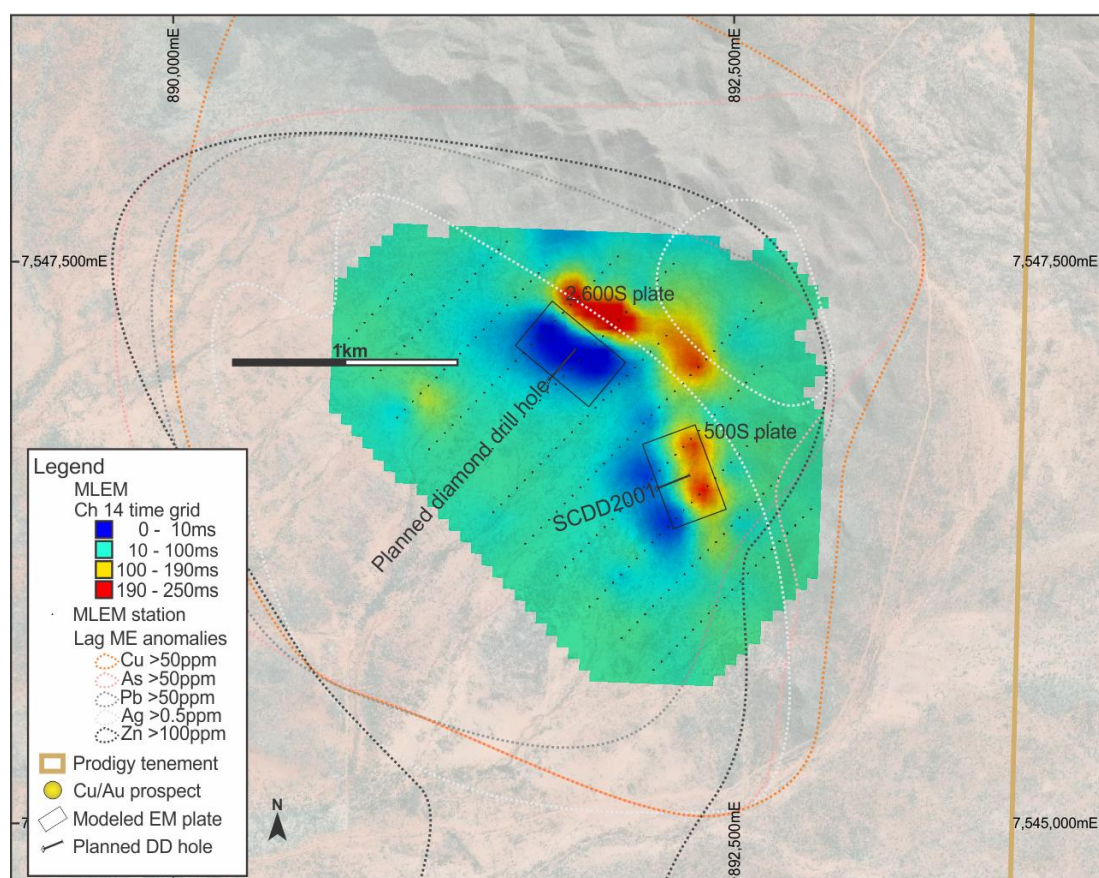 890,000mE
892,500mE
7,547,500mE
7,547,500mE
2,600S plate
1km
500S plate
Planned diamond drill hole
SCDD2001
Legend
MLEM
Ch 14 time grid
0 - 10ms
10 - 100ms
100 - 190ms
190 - 250ms
MLEM station
Lag ME anomalies
Cu >50ppm
As >50ppm
Pb >50ppm
Ag >0.5ppm
Zn >100ppm
Prodigy tenement
Cu/Au prospect
Modeled EM plate
Planned DD hole
N
892,500mE
7,545,000mE